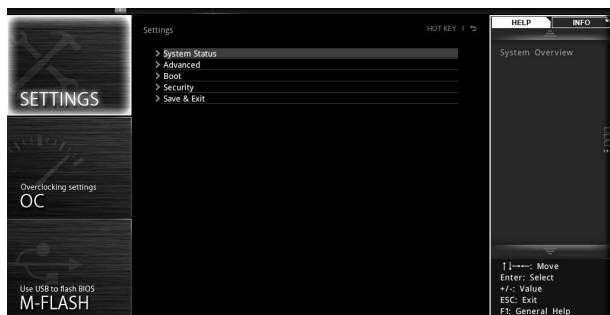 HELP INFO
Settings HOT KEY
System Status
Advanced
Boot
Security
Save & Exit
System Overview
SETTINGS
Overclocking settings
OC
Use USB to flash BIOS
M-FLASH
↑↓→←: Move
Enter: Select
+/-: Value
ESC: Exit
F1: General Help